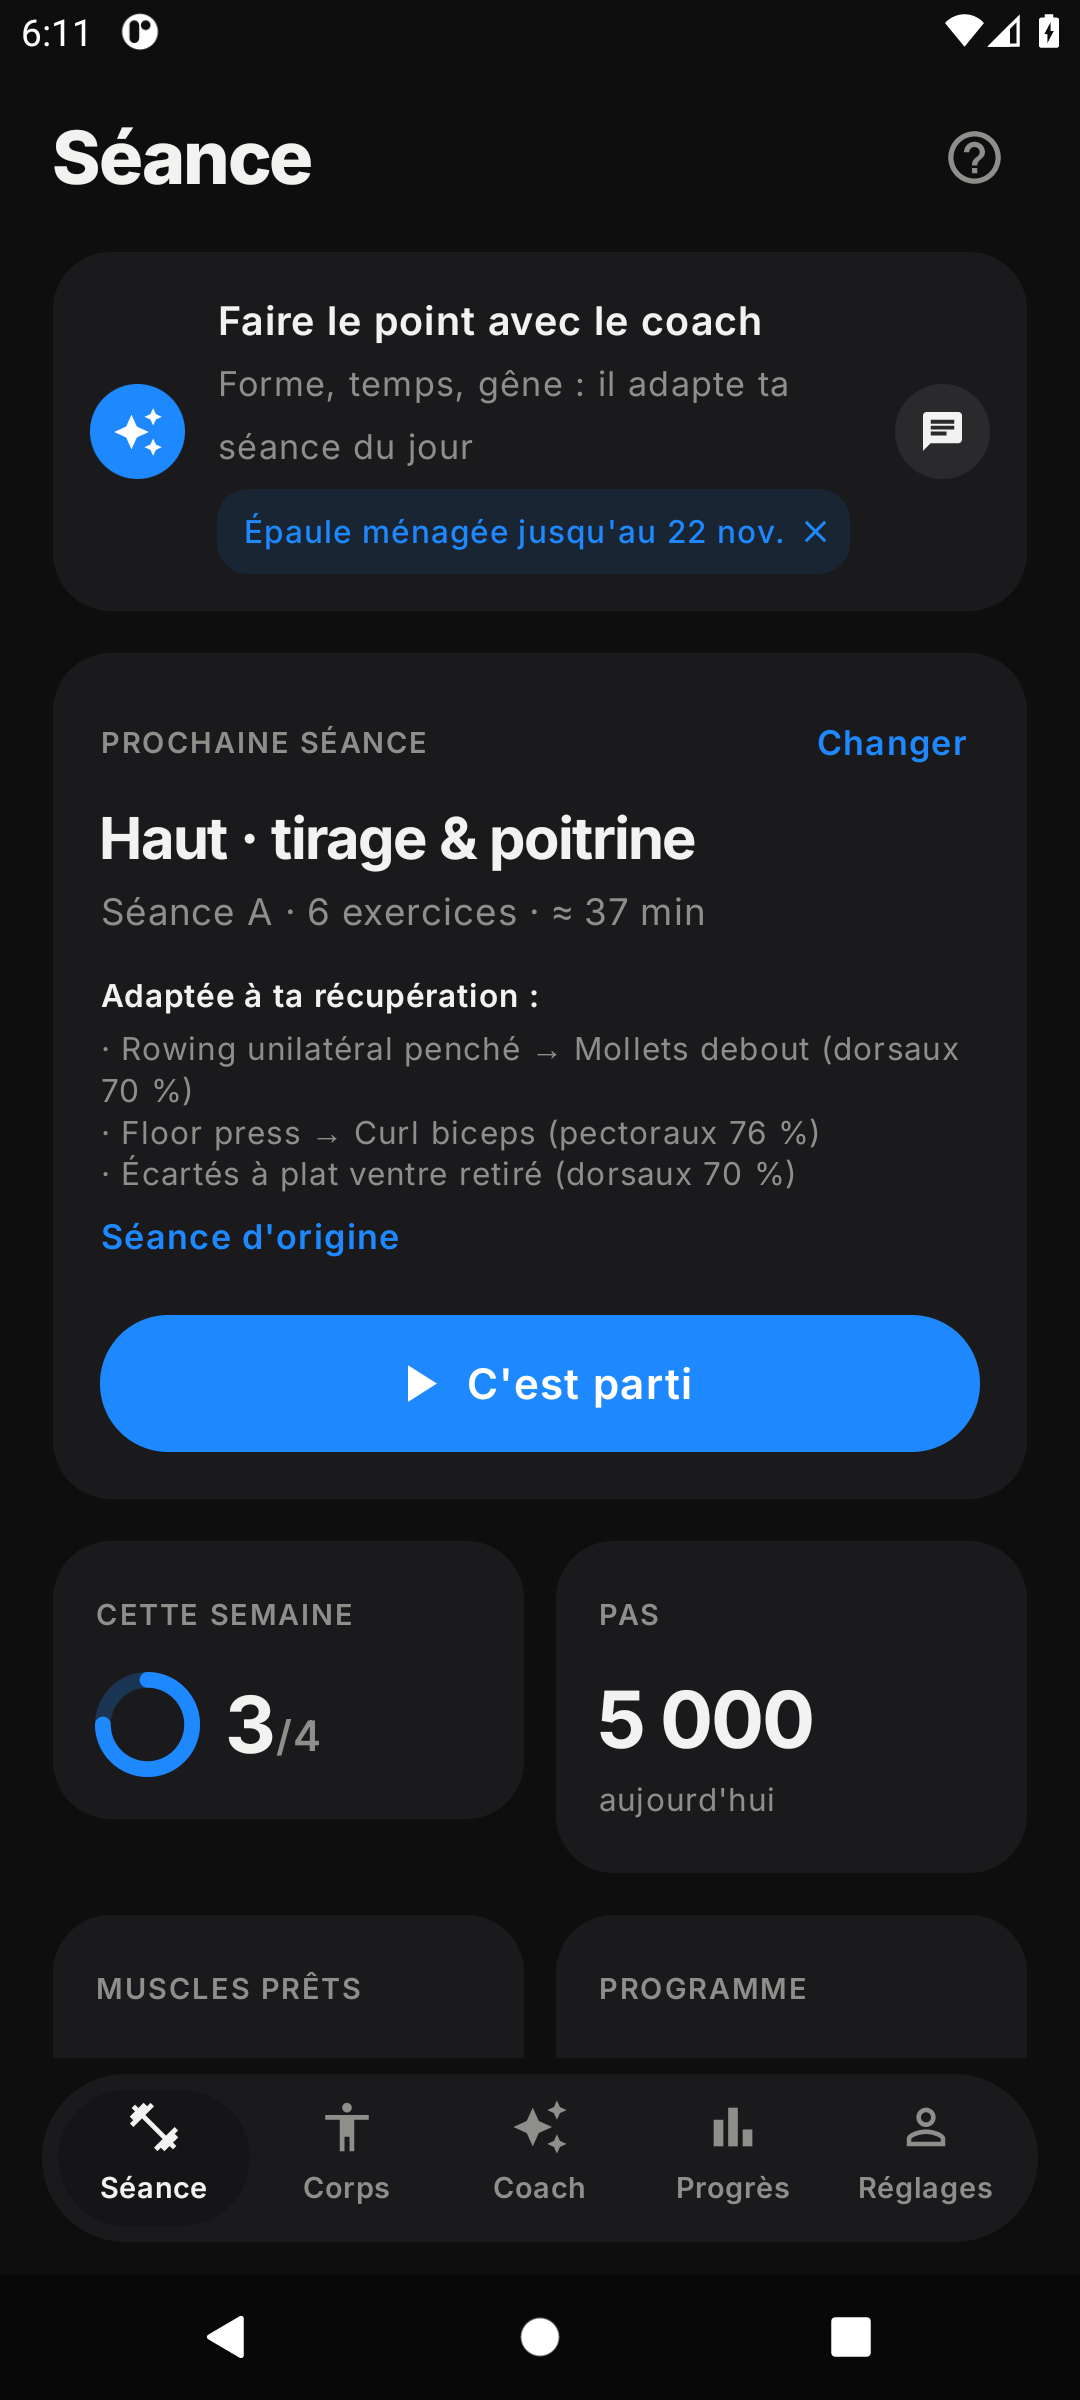 6:11
Séance
Faire le point avec le coach
Forme, temps, gêne : il adapte ta
séance du jour
Épaule ménagée jusqu'au 22 nov.
PROCHAINE SÉANCE
Changer
Haut · tirage & poitrine
Séance A · 6 exercices · ≈ 37 min
Adaptée à ta récupération :
· Rowing unilatéral penché → Mollets debout (dorsaux
70 %)
· Floor press → Curl biceps (pectoraux 76 %)
· Écartés à plat ventre retiré (dorsaux 70 %)
Séance d'origine
C'est parti
CETTE SEMAINE
3/4
PAS
5 000
aujourd'hui
MUSCLES PRÊTS
PROGRAMME
Séance
Corps
Coach
Progrès
Réglages